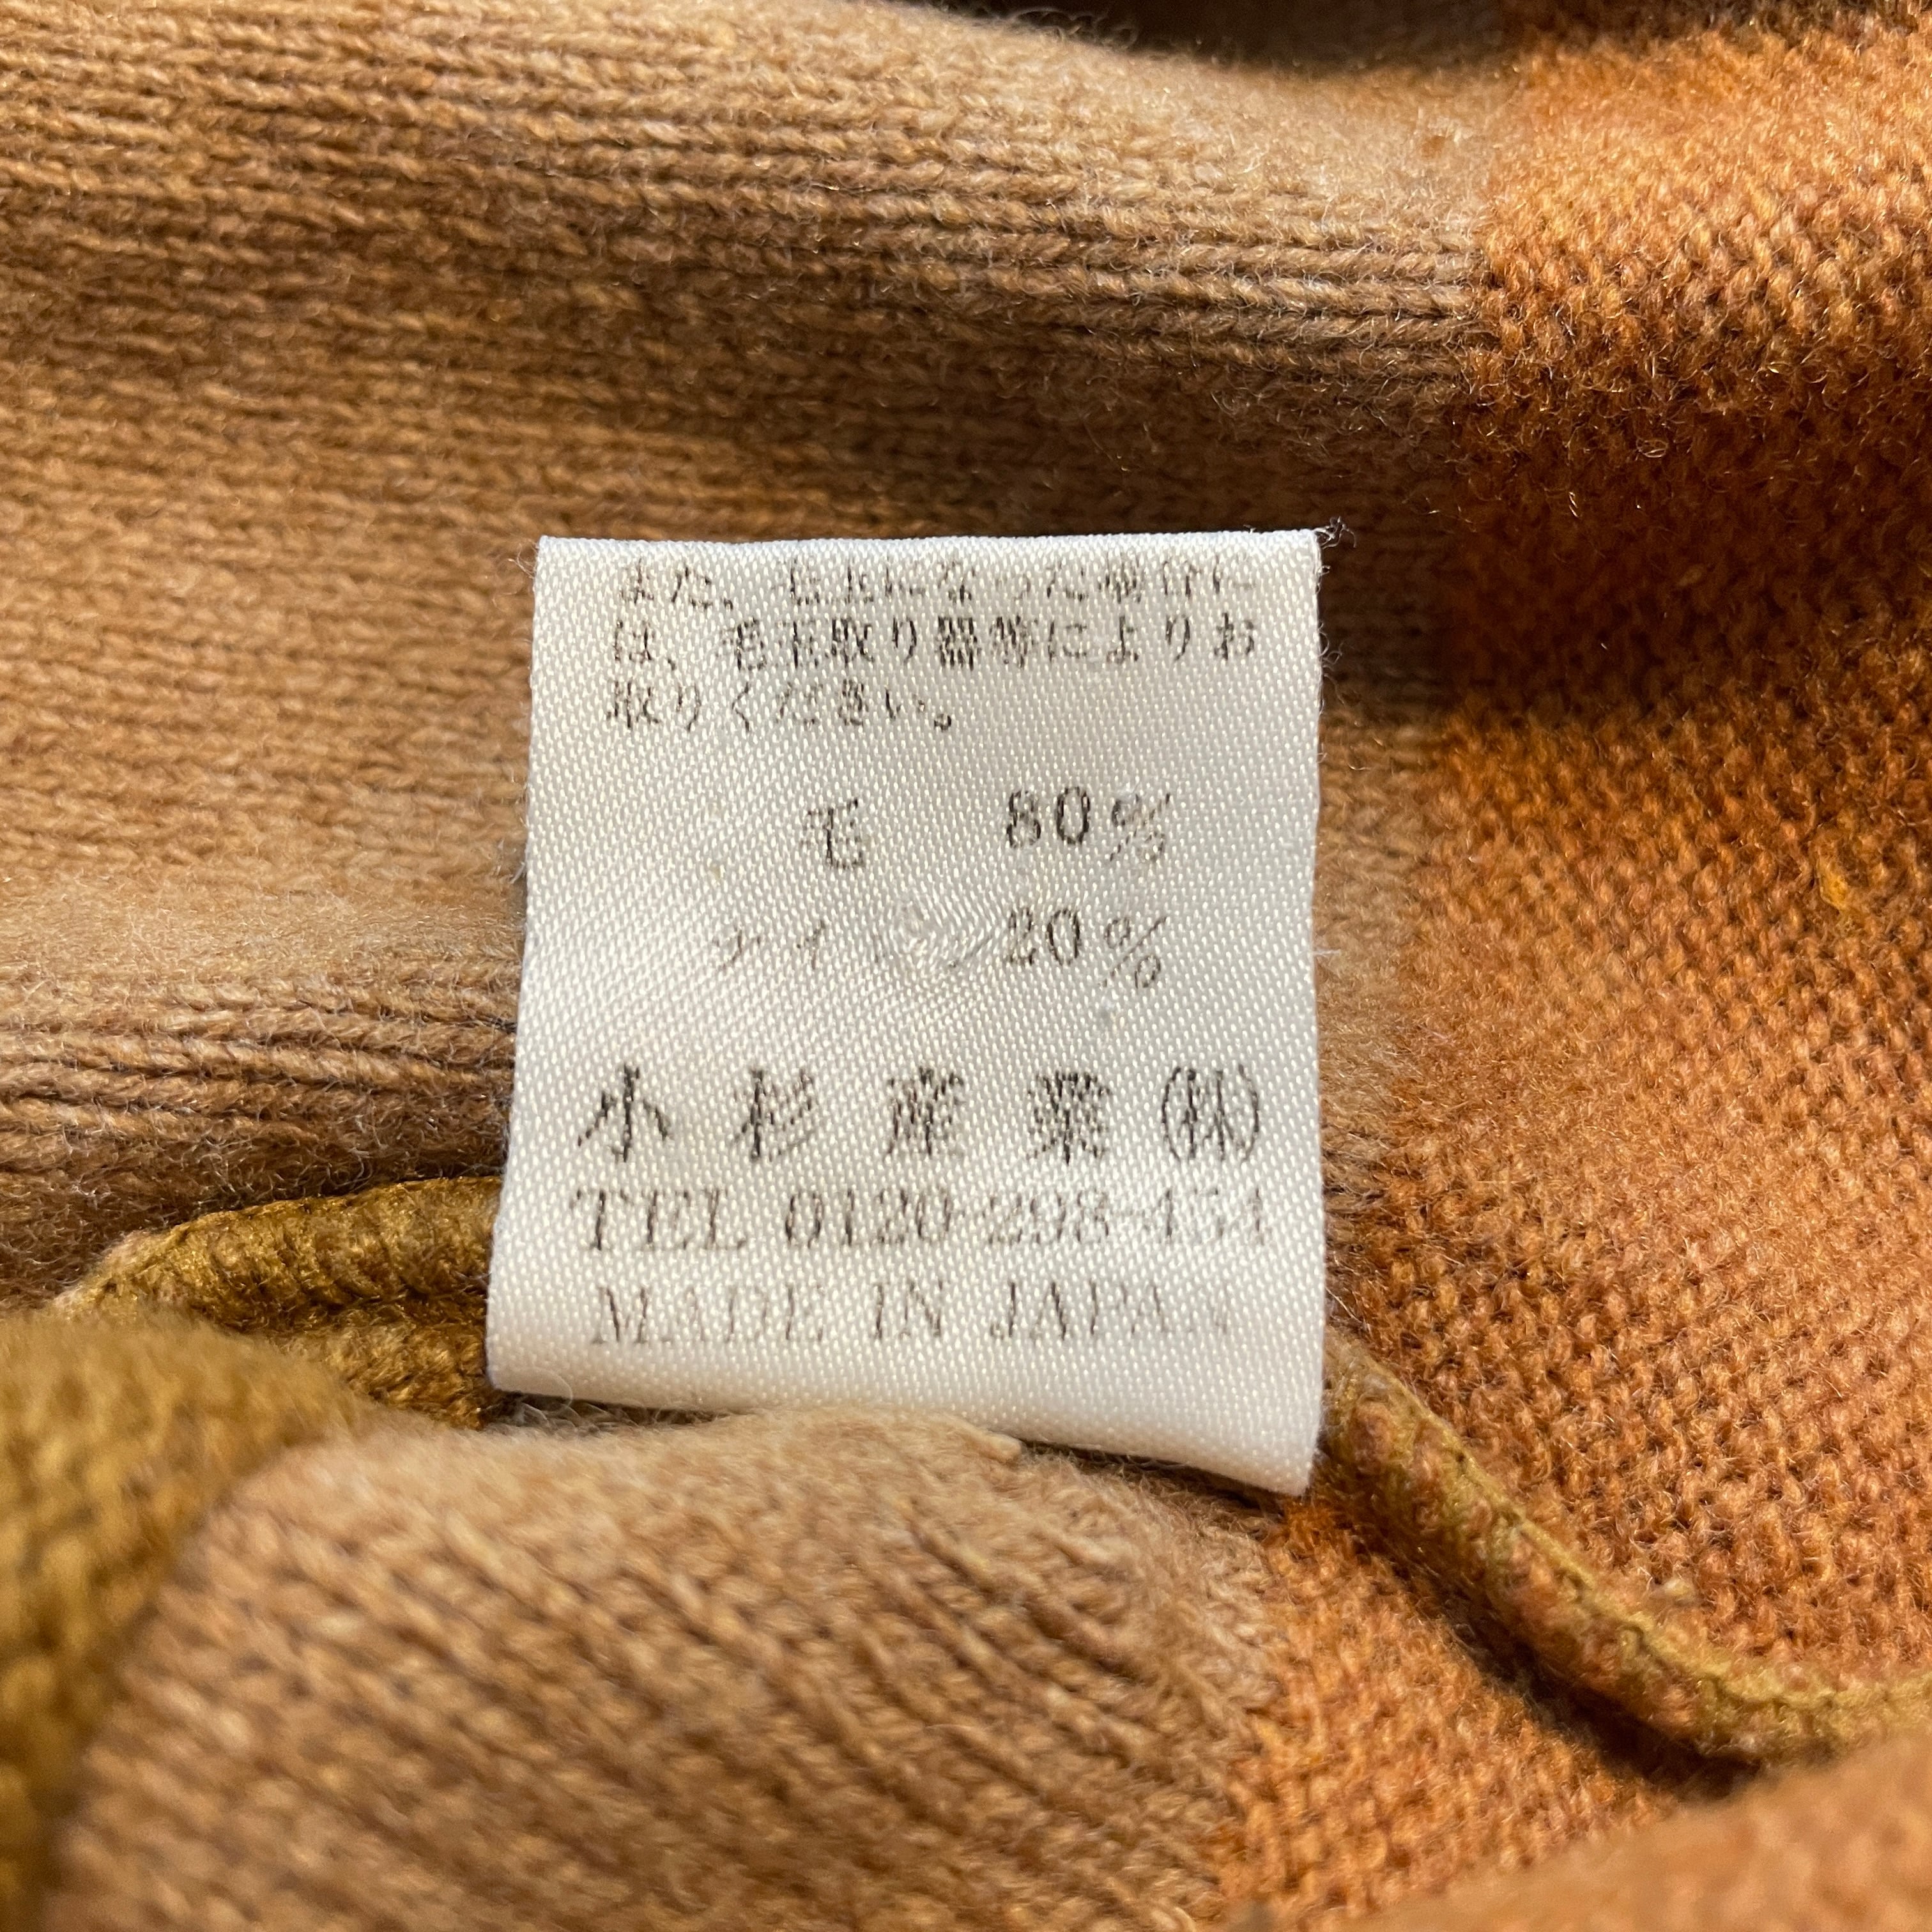 また、毛玉になった場合に
は、毛玉取り器等によりお
取りください。
毛 80%
ナイロン 20%
小杉産業㈱
TEL 0120-298-454
MADE IN JAPAN